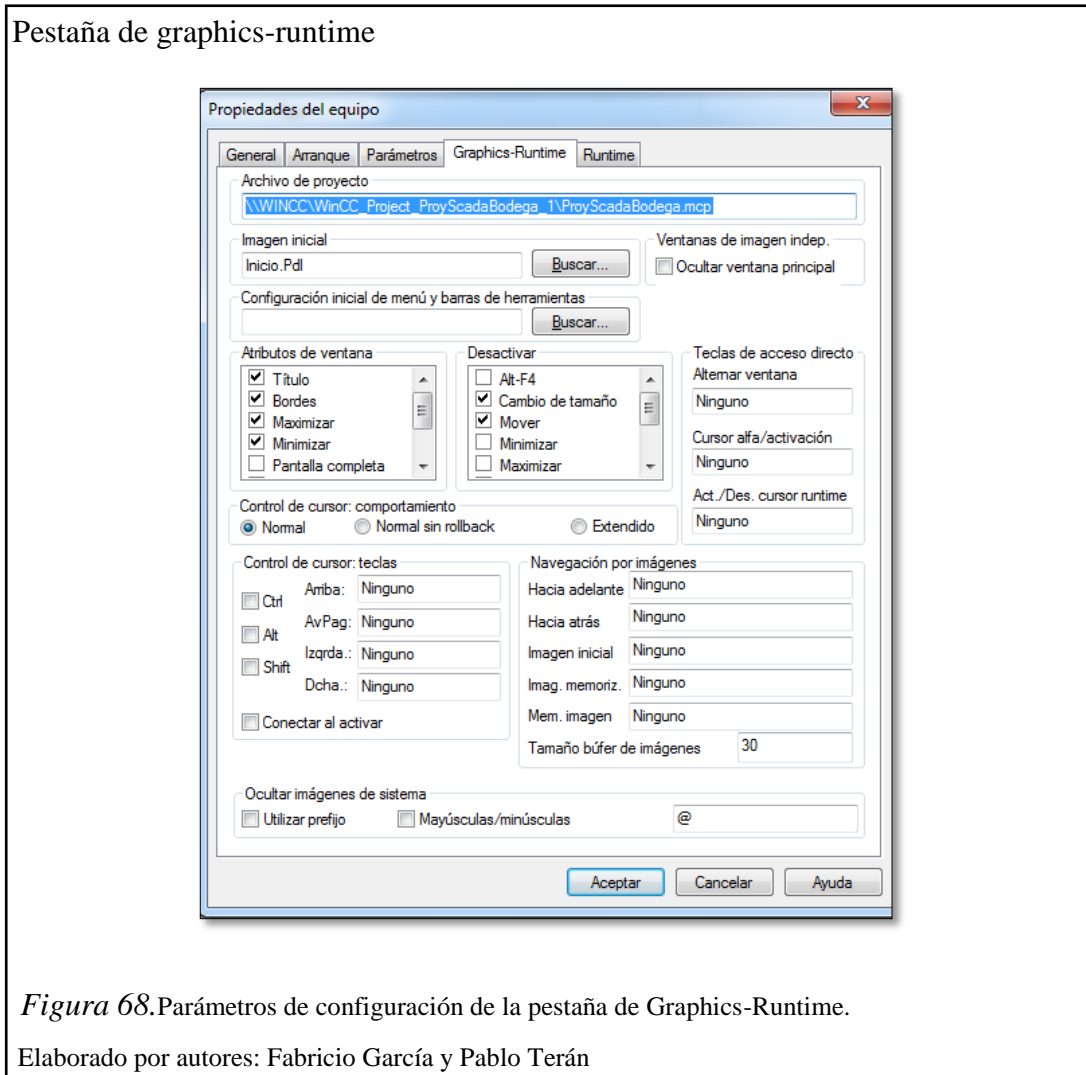 Pestaña de graphics-runtime
Propiedades del equipo
General Arranque Parámetros Graphics-Runtime Runtime
Archivo de proyecto
\\WINCC\WinCC_Project_ProyScadaBodega_1\ProyScadaBodega.mcp
Imagen inicial Ventanas de imagen indep.
Inicio.Pdl Buscar... Ocultar ventana principal
Configuración inicial de menú y barras de herramientas
Buscar...
Atributos de ventana Desactivar Teclas de acceso directo
Título Alt-F4 Alternar ventana
Bordes Cambio de tamaño Ninguno
Maximizar Mover
Minimizar Minimizar Cursor alfa/activación
Pantalla completa Maximizar Ninguno
Act./Des. cursor runtime
Control de cursor: comportamiento
Normal Normal sin rollback Extendido Ninguno
Control de cursor: teclas Navegación por imágenes
Ctrl Arriba: Ninguno Hacia adelante Ninguno
Alt AvPag: Ninguno Hacia atrás Ninguno
Shift Izqrda.: Ninguno Imagen inicial Ninguno
Dcha.: Ninguno Imag. memoriz. Ninguno
Conectar al activar Mem. imagen Ninguno
Tamaño búfer de imágenes 30
Ocultar imágenes de sistema
Utilizar prefijo Mayúsculas/minúsculas @
Aceptar Cancelar Ayuda
Figura 68.Parámetros de configuración de la pestaña de Graphics-Runtime.
Elaborado por autores: Fabricio García y Pablo Terán